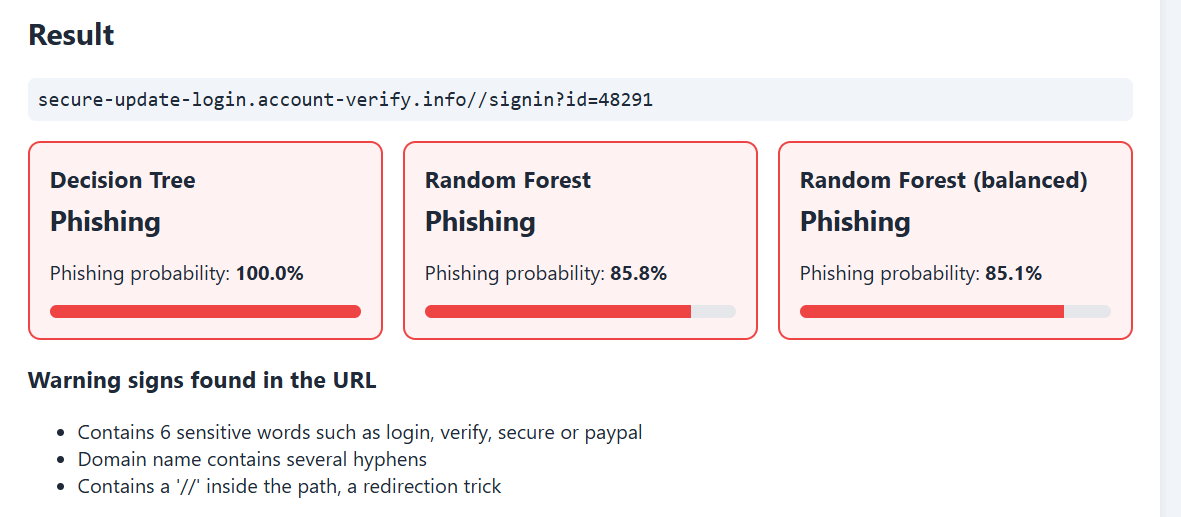 Result
secure-update-login.account-verify.info//signin?id=48291
Decision Tree
Phishing
Phishing probability: 100.0%
Random Forest
Phishing
Phishing probability: 85.8%
Random Forest (balanced)
Phishing
Phishing probability: 85.1%
Warning signs found in the URL
• Contains 6 sensitive words such as login, verify, secure or paypal
• Domain name contains several hyphens
• Contains a '//' inside the path, a redirection trick